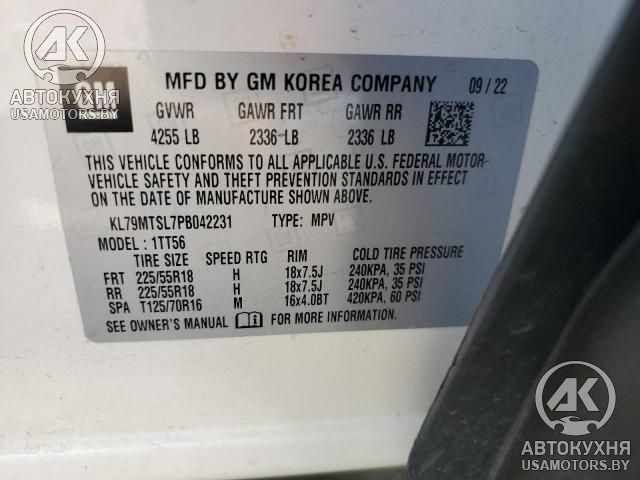 GM
MFD BY GM KOREA COMPANY 09/22
GVWR GAWR FRT GAWR RR
4255 LB 2336 LB 2336 LB
THIS VEHICLE CONFORMS TO ALL APPLICABLE U.S. FEDERAL MOTOR
VEHICLE SAFETY AND THEFT PREVENTION STANDARDS IN EFFECT
ON THE DATE OF MANUFACTURE SHOWN ABOVE.
KL79MTSL7PB042231 TYPE: MPV
MODEL: 1TT56
TIRE SIZE SPEED RTG RIM COLD TIRE PRESSURE
FRT 225/55R18 H 18x7.5J 240KPA, 35 PSI
RR 225/55R18 H 18x7.5J 240KPA, 35 PSI
SPA T125/70R16 M 16x4.0BT 420KPA, 60 PSI
SEE OWNER'S MANUAL FOR MORE INFORMATION.
АК
АВТОКУХНЯ
USAMOTORS.BY
АК
АВТОКУХНЯ
USAMOTORS.BY